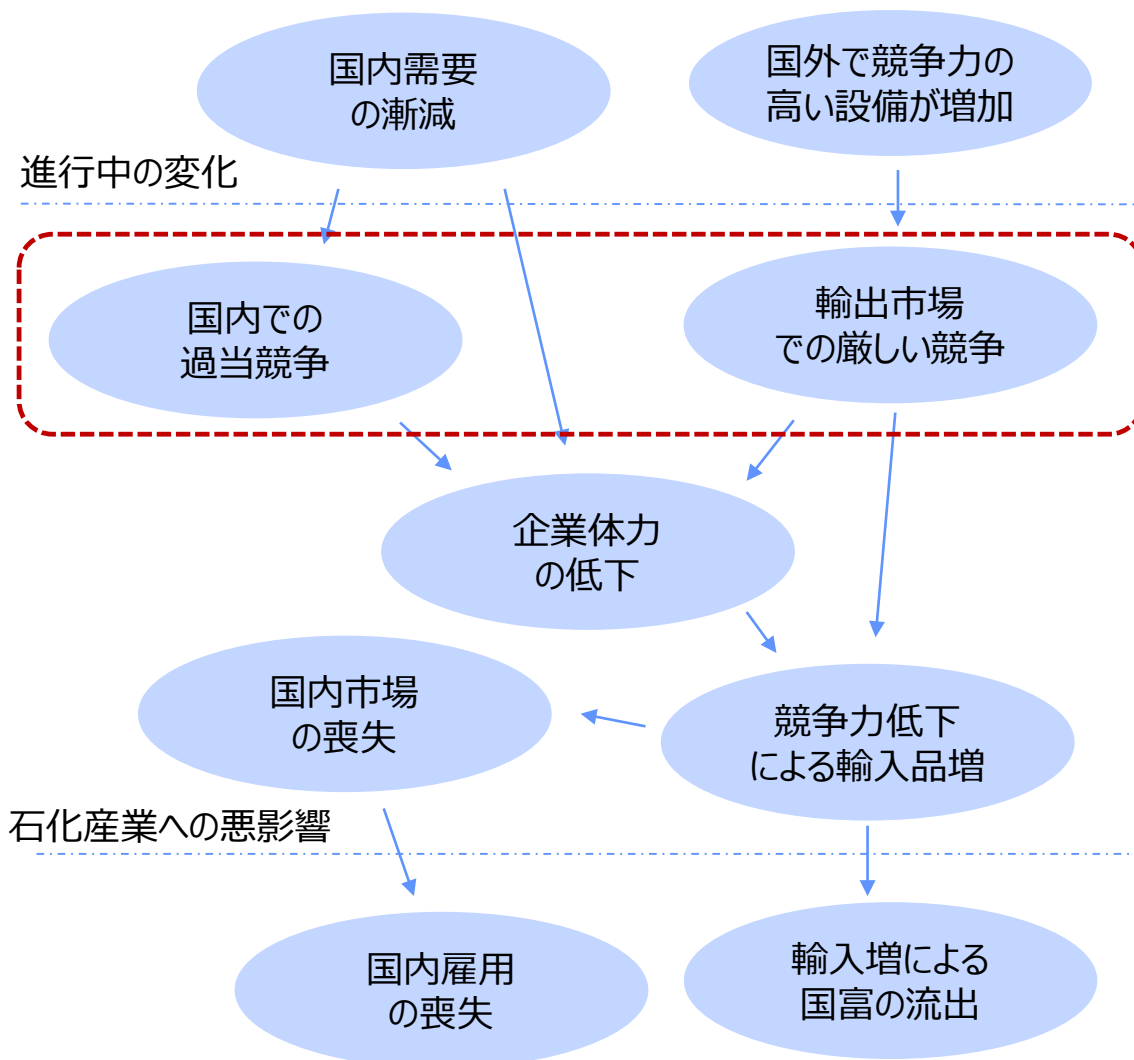 国内需要
の漸減
国外で競争力の
高い設備が増加
進行中の変化
国内での
過当競争
輸出市場
での厳しい競争
企業体力
の低下
国内市場
の喪失
競争力低下
による輸入品増
石化産業への悪影響
国内雇用
の喪失
輸入増による
国富の流出